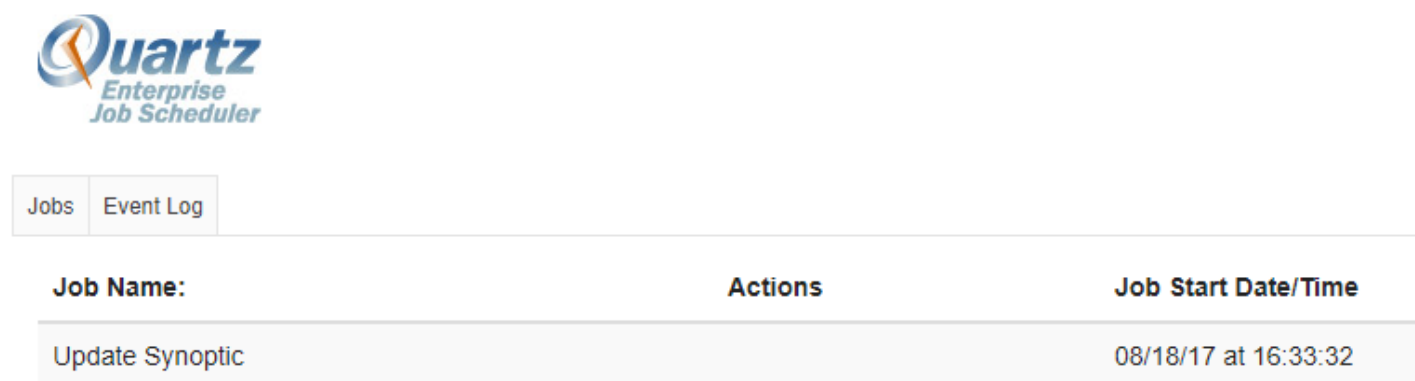 Quartz
Enterprise
Job Scheduler
Jobs Event Log
Job Name: Actions Job Start Date/Time
Update Synoptic 08/18/17 at 16:33:32